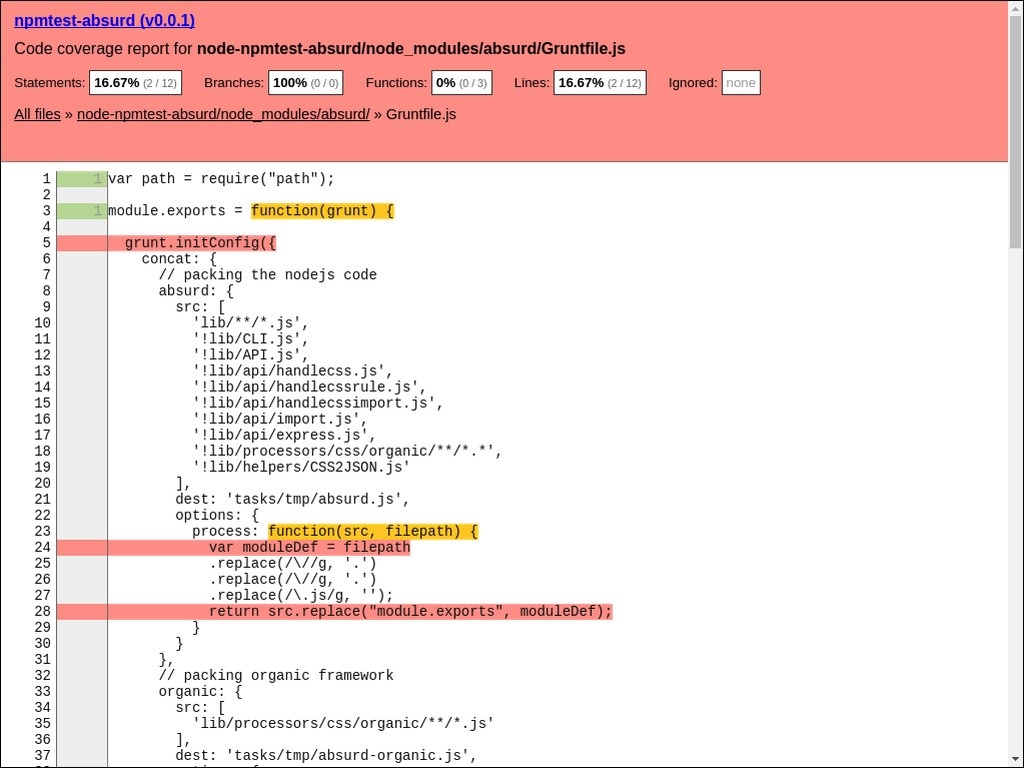 npmtest-absurd (v0.0.1)
Code coverage report for node-npmtest-absurd/node_modules/absurd/Gruntfile.js
Statements: 16.67% (2 / 12) Branches: 100% (0 / 0) Functions: 0% (0 / 3) Lines: 16.67% (2 / 12) Ignored: none
All files » node-npmtest-absurd/node_modules/absurd/ » Gruntfile.js
1 1 var path = require("path");
2
3 1 module.exports = function(grunt) {
4
5 grunt.initConfig({
6 concat: {
7 // packing the nodejs code
8 absurd: {
9 src: [
10 'lib/**/*.js',
11 '!lib/CLI.js',
12 '!lib/API.js',
13 '!lib/api/handlecss.js',
14 '!lib/api/handlecssrule.js',
15 '!lib/api/handlecssimport.js',
16 '!lib/api/import.js',
17 '!lib/api/express.js',
18 '!lib/processors/css/organic/**/*.*',
19 '!lib/helpers/CSS2JSON.js'
20 ],
21 dest: 'tasks/tmp/absurd.js',
22 options: {
23 process: function(src, filepath) {
24 var moduleDef = filepath
25 .replace(/\//g, '.')
26 .replace(/\//g, '.')
27 .replace(/\.js/g, '');
28 return src.replace("module.exports", moduleDef);
29 }
30 }
31 },
32 // packing organic framework
33 organic: {
34 src: [
35 'lib/processors/css/organic/**/*.js'
36 ],
37 dest: 'tasks/tmp/absurd-organic.js',